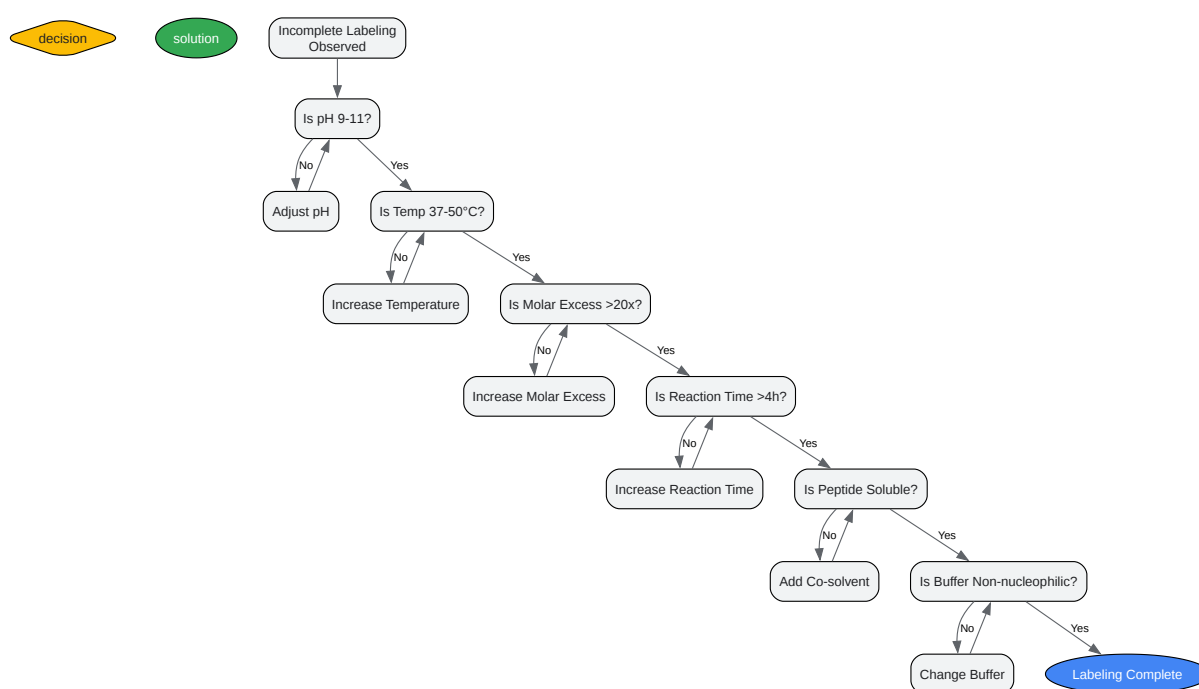 decision
solution
Incomplete Labeling
Observed
Is pH 9-11?
No
Yes
Adjust pH
Is Temp 37-50°C?
No
Yes
Increase Temperature
Is Molar Excess >20x?
No
Yes
Increase Molar Excess
Is Reaction Time >4h?
No
Yes
Increase Reaction Time
Is Peptide Soluble?
No
Yes
Add Co-solvent
Is Buffer Non-nucleophilic?
No
Yes
Change Buffer
Labeling Complete